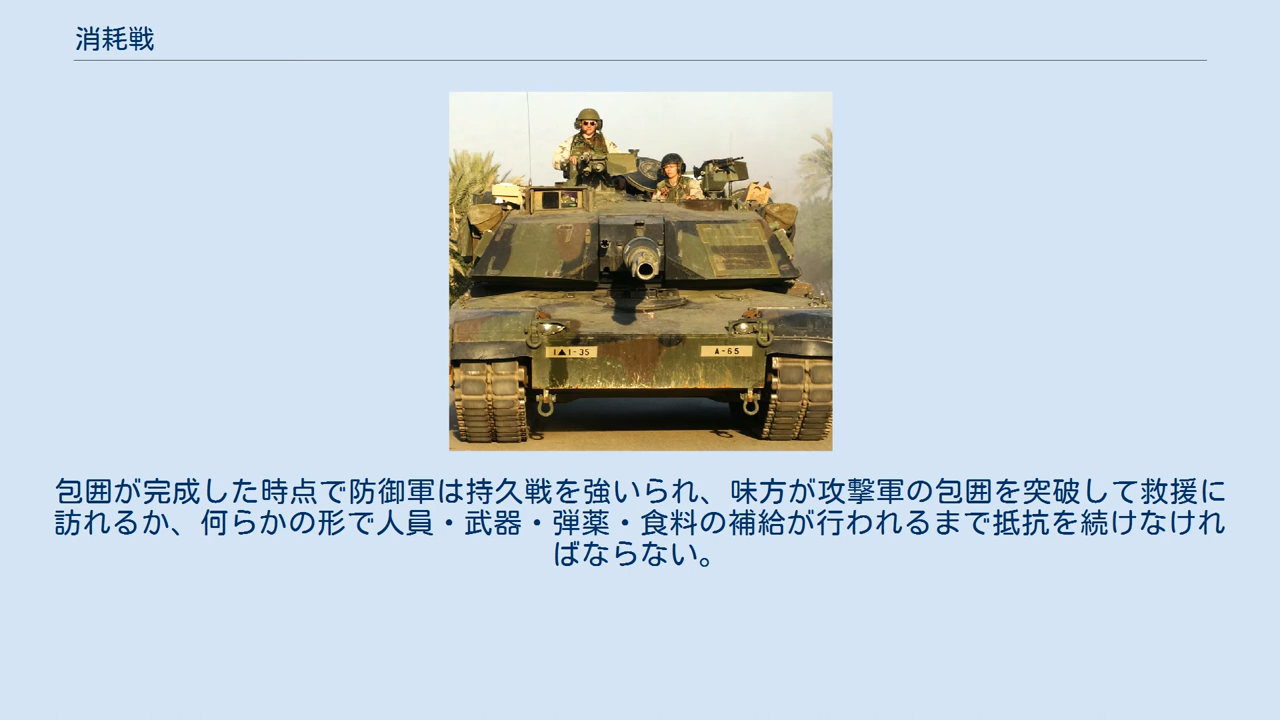 消耗戦
1▲1-35
A-65
包囲が完成した時点で防御軍は持久戦を強いられ、味方が攻撃軍の包囲を突破して救援に
訪れるか、何らかの形で人員・武器・弾薬・食料の補給が行われるまで抵抗を続けなけれ
ばならない。